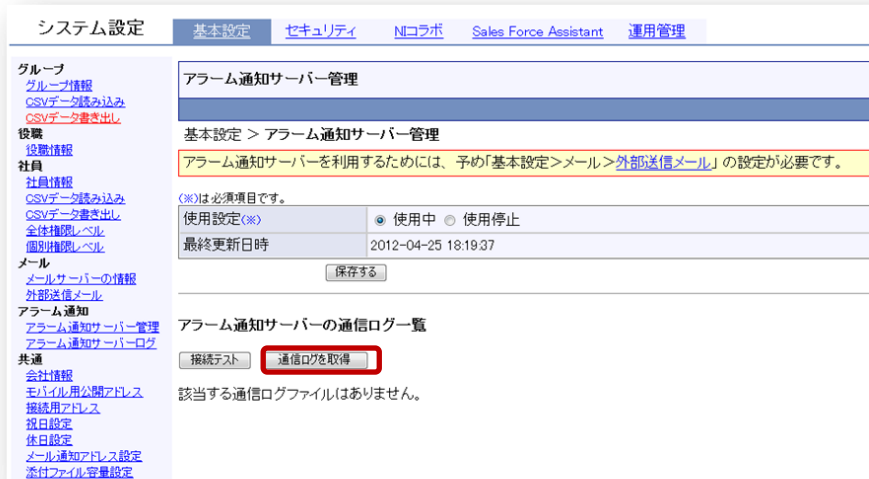 システム設定
基本設定 セキュリティ NIコラボ Sales Force Assistant 運用管理
グループ
グループ情報
CSVデータ読み込み
CSVデータ書き出し
役職
役職情報
社員
社員情報
CSVデータ読み込み
CSVデータ書き出し
全体権限レベル
個別権限レベル
メール
メールサーバーの情報
外部送信メール
アラーム通知
アラーム通知サーバー管理
アラーム通知サーバーログ
共通
会社情報
モバイル用公開アドレス
接続用アドレス
祝日設定
休日設定
メール通知アドレス設定
添付ファイル容量設定
アラーム通知サーバー管理
基本設定 > アラーム通知サーバー管理
アラーム通知サーバーを利用するためには、予め「基本設定>メール>外部送信メール」の設定が必要です。
(※)は必須項目です。
使用設定(※) 使用中 使用停止
最終更新日時 2012-04-25 18:19:37
保存する
アラーム通知サーバーの通信ログ一覧
接続テスト 通信ログを取得
該当する通信ログファイルはありません。